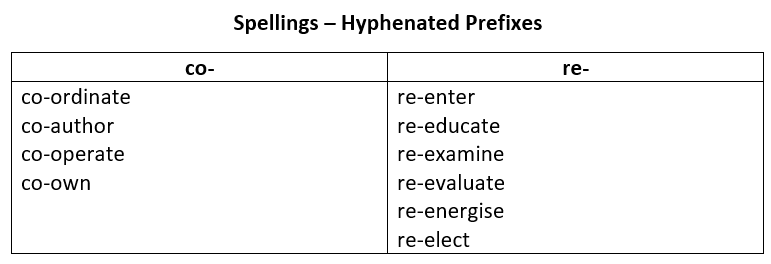 Spellings – Hyphenated Prefixes
co- re-
co-ordinate re-enter
co-author re-educate
co-operate re-examine
co-own re-evaluate
re-energise
re-elect